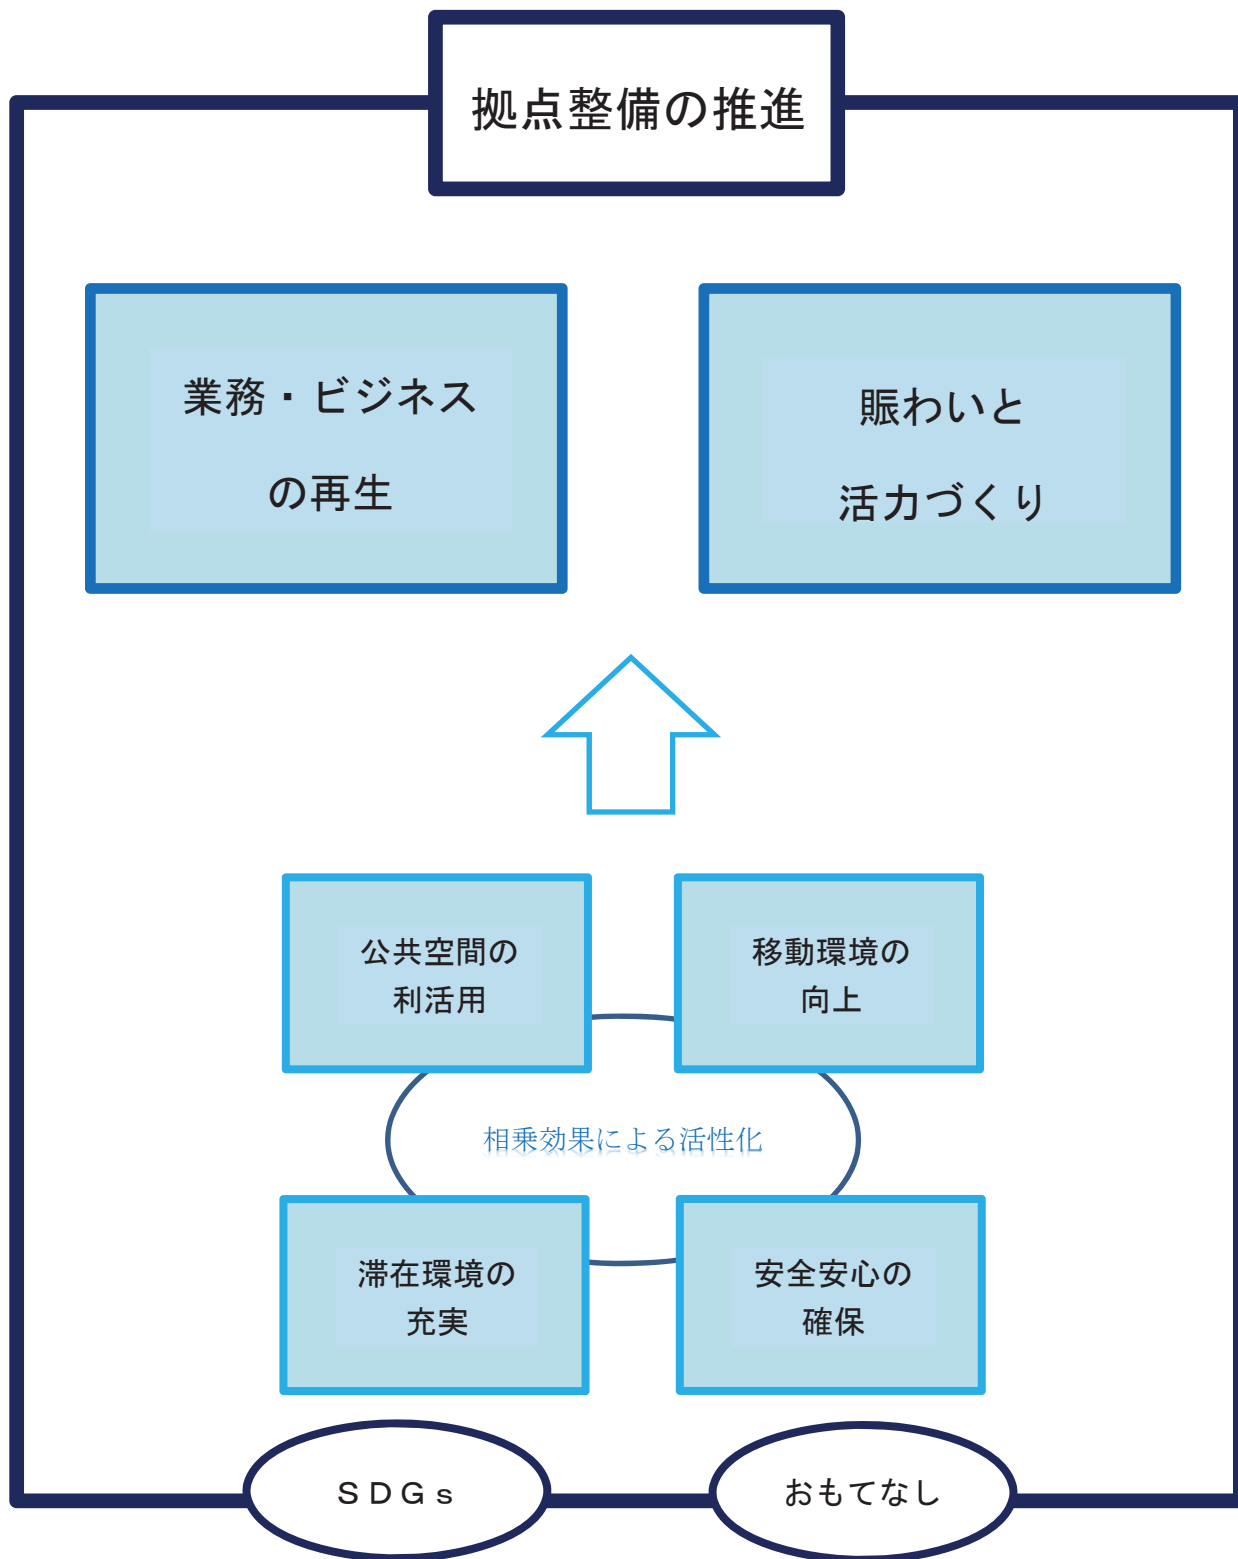 拠点整備の推進
業務・ビジネス
の再生
賑わいと
活力づくり
公共空間の
利活用
移動環境の
向上
相乗効果による活性化
滞在環境の
充実
安全安心の
確保
ＳＤＧｓ
おもてなし